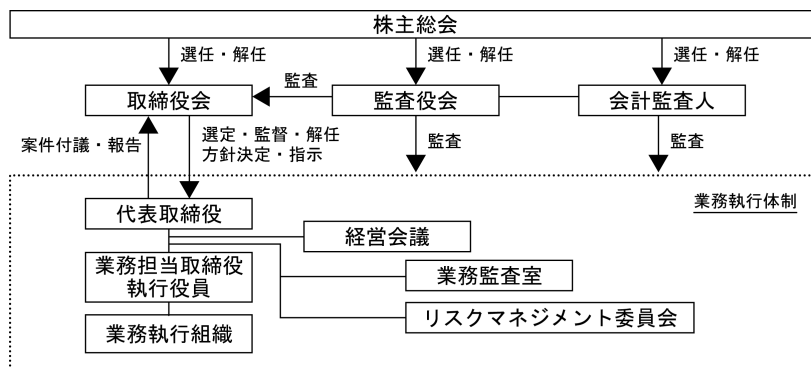 株主総会
選任・解任
選任・解任
選任・解任
取締役会
監査
監査役会
会計監査人
案件付議・報告
選定・監督・解任
方針決定・指示
監査
監査
業務執行体制
代表取締役
経営会議
業務担当取締役
執行役員
業務監査室
業務執行組織
リスクマネジメント委員会